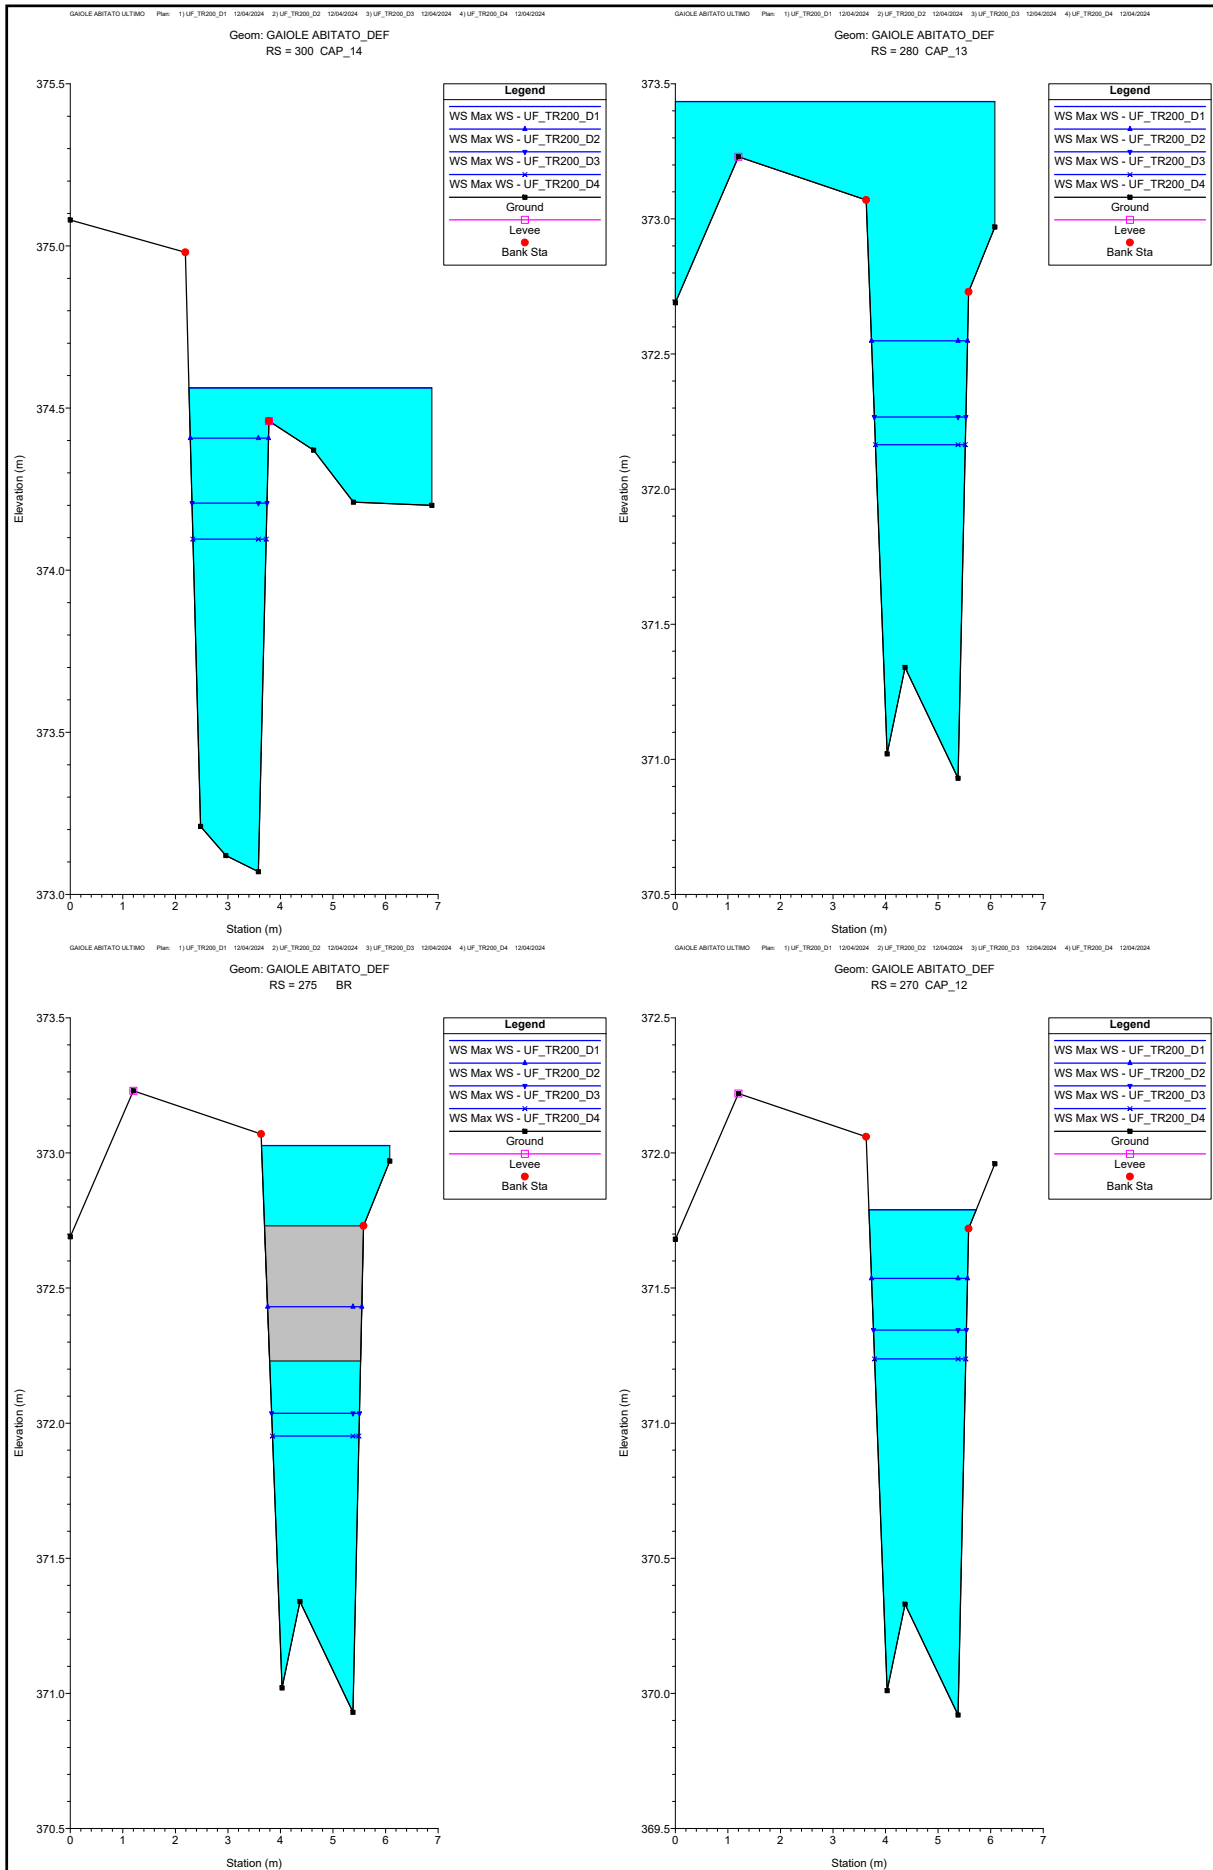 GAIOLE ABITATO ULTIMO Plan: 1) UF_TR200_D1 12/04/2024 2) UF_TR200_D2 12/04/2024 3) UF_TR200_D3 12/04/2024 4) UF_TR200_D4 12/04/2024
Geom: GAIOLE ABITATO_DEF
RS = 300 CAP_14
Legend
WS Max WS - UF_TR200_D1
WS Max WS - UF_TR200_D2
WS Max WS - UF_TR200_D3
WS Max WS - UF_TR200_D4
Ground
Levee
Bank Sta
375.5
375.0
374.5
374.0
373.5
373.0
Elevation (m)
0 1 2 3 4 5 6 7
Station (m)
GAIOLE ABITATO ULTIMO Plan: 1) UF_TR200_D1 12/04/2024 2) UF_TR200_D2 12/04/2024 3) UF_TR200_D3 12/04/2024 4) UF_TR200_D4 12/04/2024
Geom: GAIOLE ABITATO_DEF
RS = 280 CAP_13
Legend
WS Max WS - UF_TR200_D1
WS Max WS - UF_TR200_D2
WS Max WS - UF_TR200_D3
WS Max WS - UF_TR200_D4
Ground
Levee
Bank Sta
373.5
373.0
372.5
372.0
371.5
371.0
370.5
Elevation (m)
0 1 2 3 4 5 6 7
Station (m)
GAIOLE ABITATO ULTIMO Plan: 1) UF_TR200_D1 12/04/2024 2) UF_TR200_D2 12/04/2024 3) UF_TR200_D3 12/04/2024 4) UF_TR200_D4 12/04/2024
Geom: GAIOLE ABITATO_DEF
RS = 275 BR
Legend
WS Max WS - UF_TR200_D1
WS Max WS - UF_TR200_D2
WS Max WS - UF_TR200_D3
WS Max WS - UF_TR200_D4
Ground
Levee
Bank Sta
373.5
373.0
372.5
372.0
371.5
371.0
370.5
Elevation (m)
0 1 2 3 4 5 6 7
Station (m)
GAIOLE ABITATO ULTIMO Plan: 1) UF_TR200_D1 12/04/2024 2) UF_TR200_D2 12/04/2024 3) UF_TR200_D3 12/04/2024 4) UF_TR200_D4 12/04/2024
Geom: GAIOLE ABITATO_DEF
RS = 270 CAP_12
Legend
WS Max WS - UF_TR200_D1
WS Max WS - UF_TR200_D2
WS Max WS - UF_TR200_D3
WS Max WS - UF_TR200_D4
Ground
Levee
Bank Sta
372.5
372.0
371.5
371.0
370.5
370.0
369.5
Elevation (m)
0 1 2 3 4 5 6 7
Station (m)